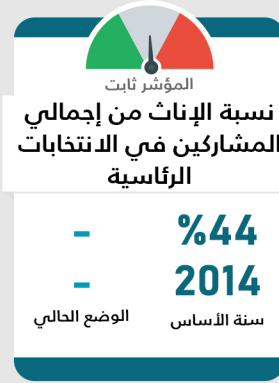 المؤشر ثابت
نسبة الإناث من إجمالي
المشاركين في الانتخابات
الرئاسية
%44 -
2014 -
سنة الأساس الوضع الحالي